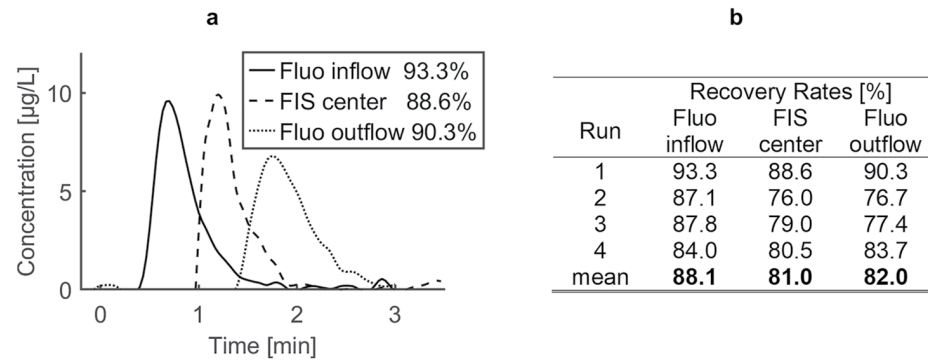 a
Concentration [µg/L]
10
5
0
Fluo inflow 93.3%
FIS center 88.6%
Fluo outflow 90.3%
0 1 2 3
Time [min]
b
Recovery Rates [%]
Run Fluo inflow FIS center Fluo outflow
1 93.3 88.6 90.3
2 87.1 76.0 76.7
3 87.8 79.0 77.4
4 84.0 80.5 83.7
mean 88.1 81.0 82.0